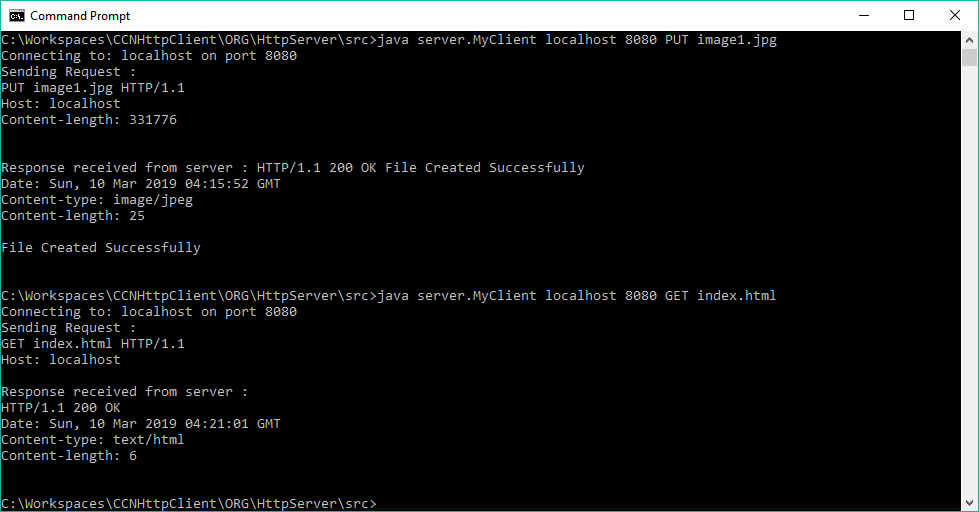 Command Prompt
C:\Workspaces\CCNHttpClient\ORG\HttpServer\src>java server.MyClient localhost 8080 PUT image1.jpg
Connecting to: localhost on port 8080
Sending Request :
PUT image1.jpg HTTP/1.1
Host: localhost
Content-length: 331776
Response received from server : HTTP/1.1 200 OK File Created Successfully
Date: Sun, 10 Mar 2019 04:15:52 GMT
Content-type: image/jpeg
Content-length: 25
File Created Successfully
C:\Workspaces\CCNHttpClient\ORG\HttpServer\src>java server.MyClient localhost 8080 GET index.html
Connecting to: localhost on port 8080
Sending Request :
GET index.html HTTP/1.1
Host: localhost
Response received from server :
HTTP/1.1 200 OK
Date: Sun, 10 Mar 2019 04:21:01 GMT
Content-type: text/html
Content-length: 6
C:\Workspaces\CCNHttpClient\ORG\HttpServer\src>